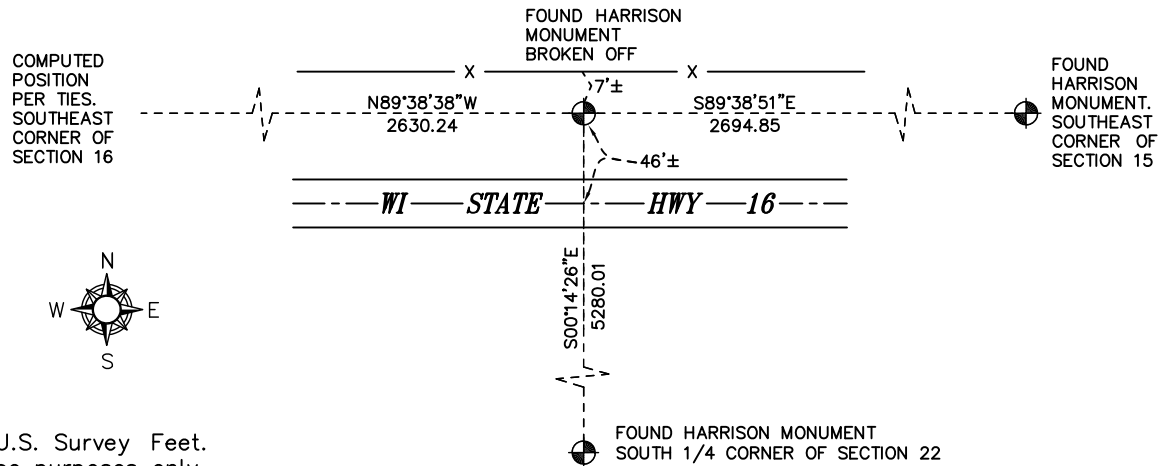 FOUND HARRISON
MONUMENT
BROKEN OFF
COMPUTED
POSITION
PER TIES.
SOUTHEAST
CORNER OF
SECTION 16
X
X
7'±
N89°38'38"W
2630.24
S89°38'51"E
2694.85
FOUND
HARRISON
MONUMENT.
SOUTHEAST
CORNER OF
SECTION 15
46'±
WI STATE HWY 16
N
W
E
S
S00°14'26"E
5280.01
U.S. Survey Feet.
FOUND HARRISON MONUMENT
SOUTH 1/4 CORNER OF SECTION 22
purposes only